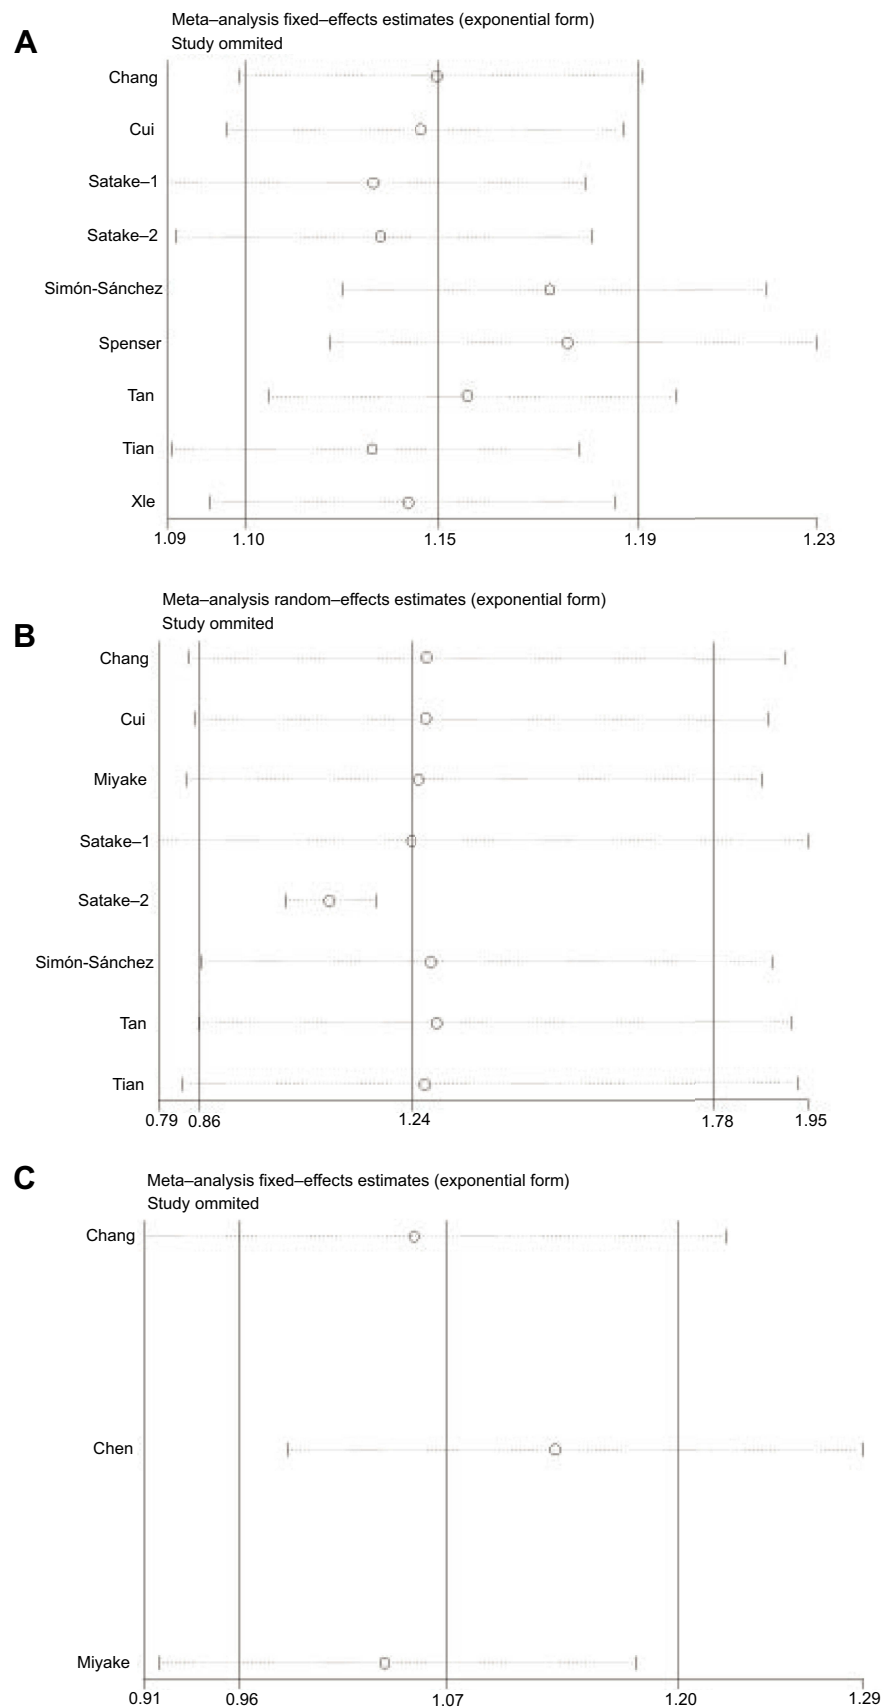 A
Meta–analysis fixed–effects estimates (exponential form)
Study ommited
Chang
Cui
Satake–1
Satake–2
Simón-Sánchez
Spenser
Tan
Tian
Xle
1.09 1.10 1.15 1.19 1.23
B
Meta–analysis random–effects estimates (exponential form)
Study ommited
Chang
Cui
Miyake
Satake–1
Satake–2
Simón-Sánchez
Tan
Tian
0.79 0.86 1.24 1.78 1.95
C
Meta–analysis fixed–effects estimates (exponential form)
Study ommited
Chang
Chen
Miyake
0.91 0.96 1.07 1.20 1.29